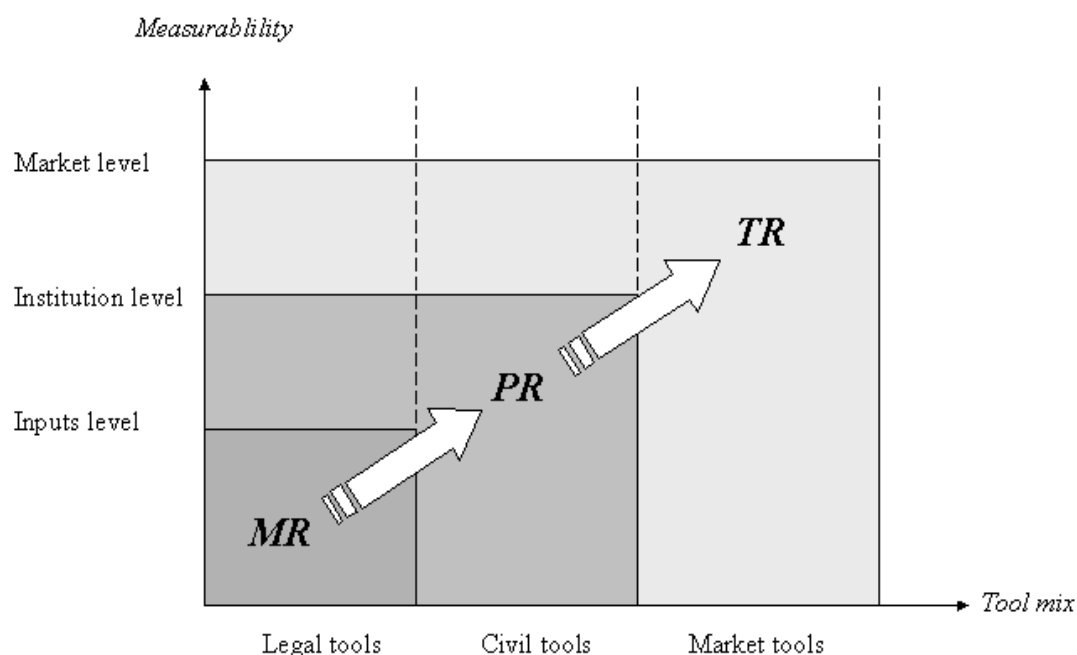 Measurablility
Market level
TR
Institution level
PR
Inputs level
MR
Tool mix
Legal tools
Civil tools
Market tools